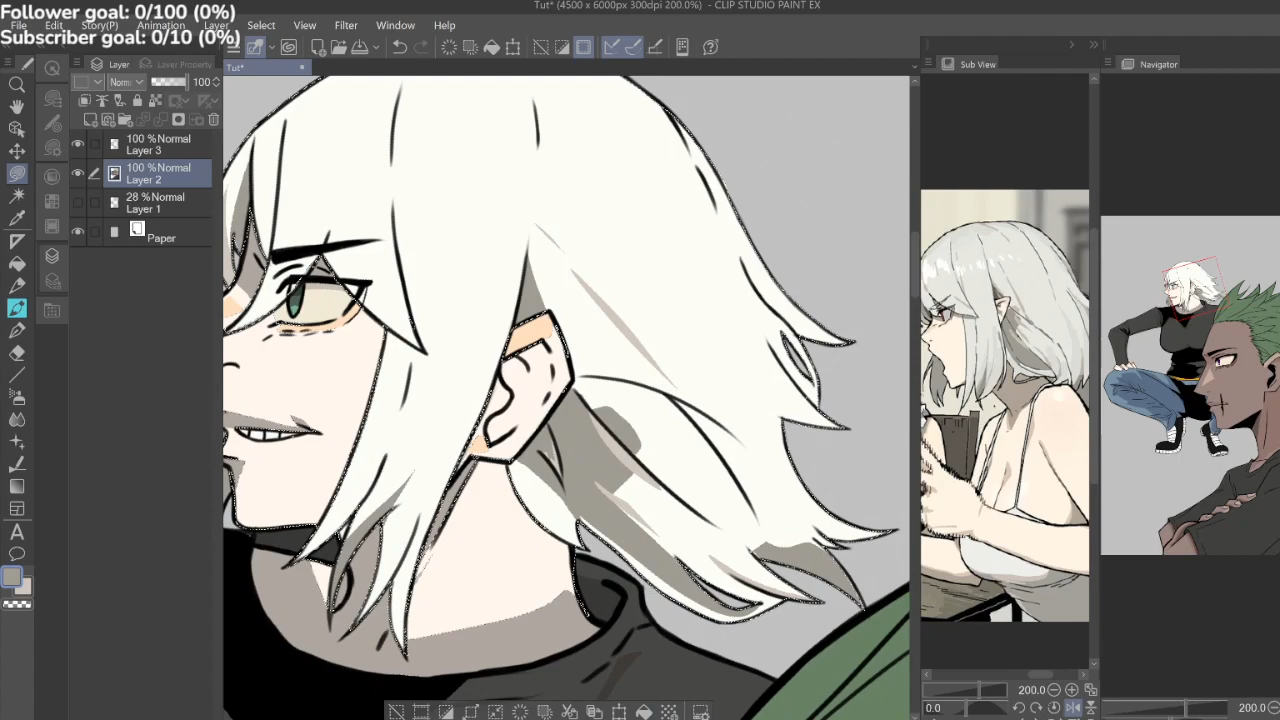 Follower goal: 0/100 (0%)
Subscriber goal: 0/10 (0%)
Tut* (4500 x 6000px 300dpi 200.0%) - CLIP STUDIO PAINT EX
File Edit Story(P) Animation Layer Select View Filter Window Help
Tut*
Layer
Layer Property
Norm
100
100 %Normal
Layer 3
100 %Normal
Layer 2
28 %Normal
Layer 1
Paper
Sub View
Navigator
200.0
0.0
200.0